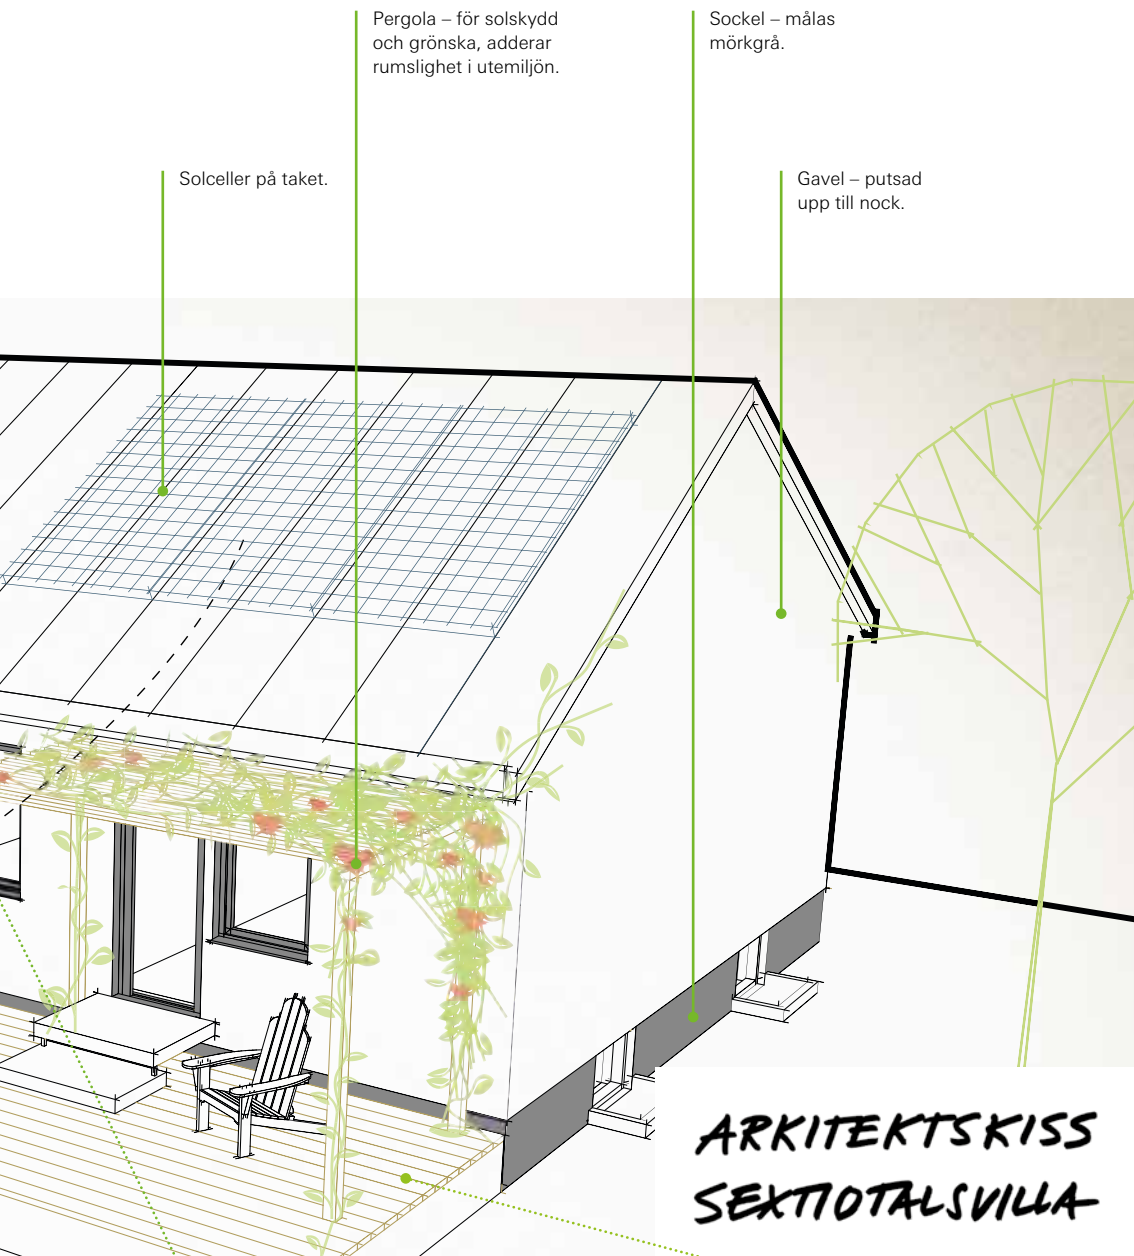 Pergola – för solskydd
och grönska, adderar
rumslighet i utemiljön.
Sockel – målas
mörkgrå.
Solceller på taket.
Gavel – putsad
upp till nock.
ARKITEKTSKISS
SEXTIOTALSVILLA